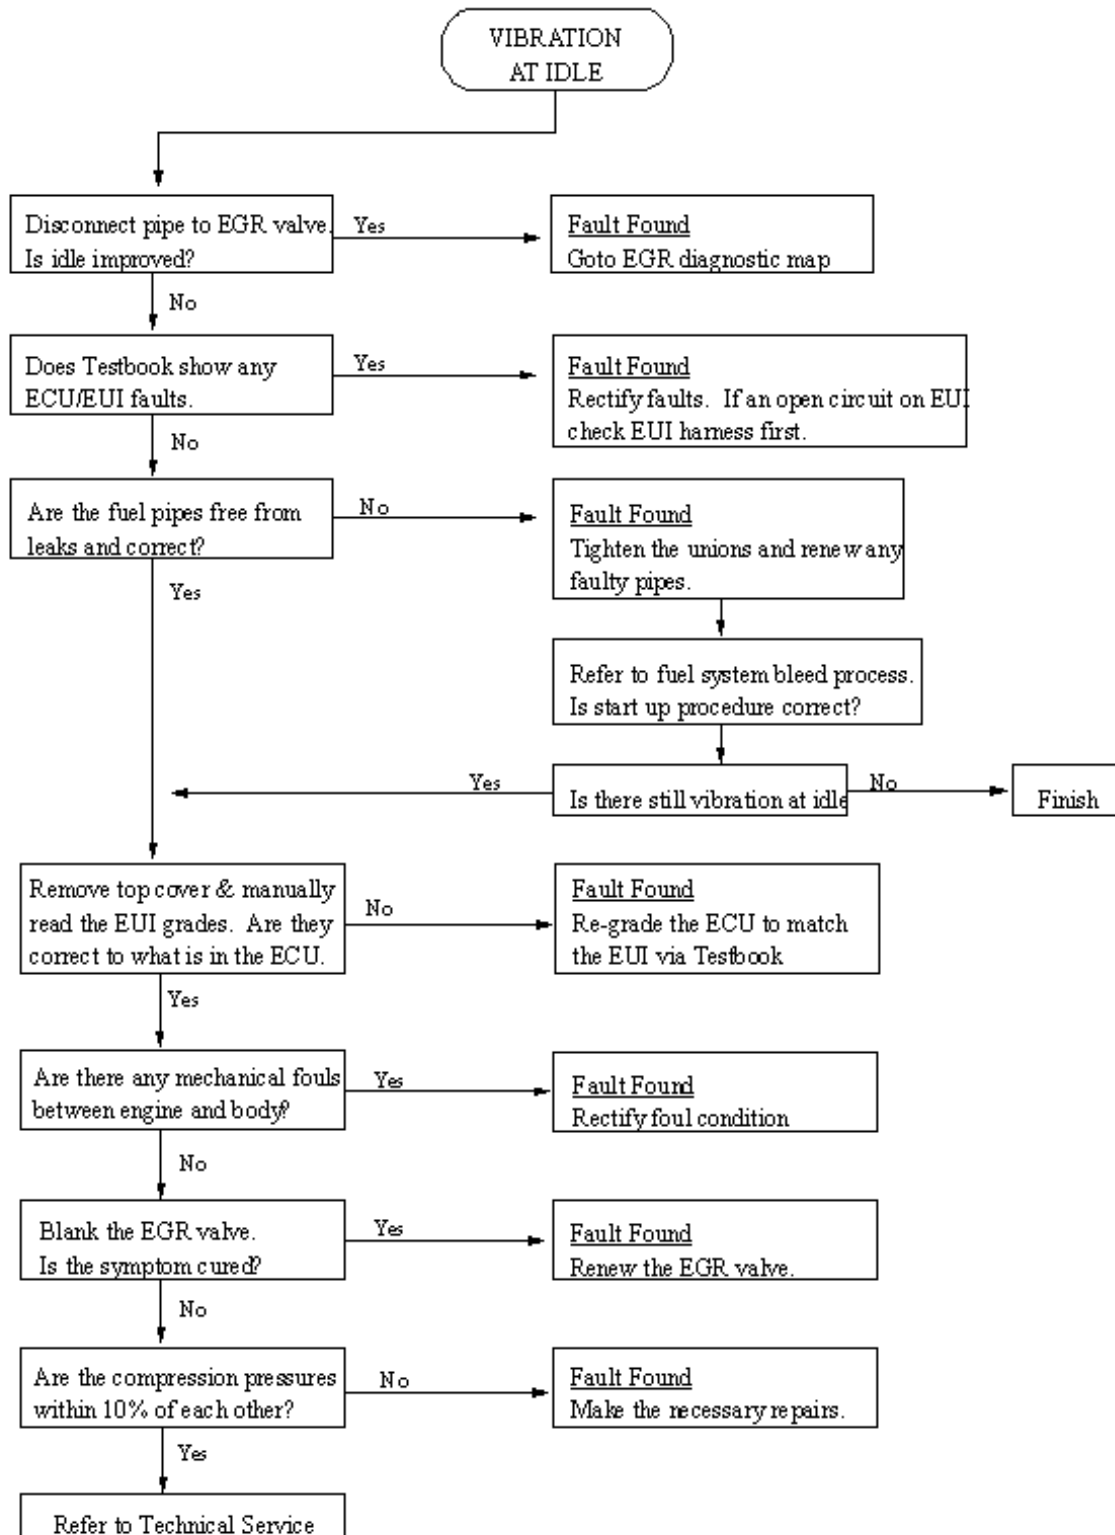 VIBRATION
AT IDLE
Disconnect pipe to EGR valve.
Is idle improved?
Yes
Fault Found
Goto EGR diagnostic map
No
Does Testbook show any
ECU/EUI faults.
Yes
Fault Found
Rectify faults. If an open circuit on EUI
check EUI harness first.
No
Are the fuel pipes free from
leaks and correct?
No
Fault Found
Tighten the unions and renew any
faulty pipes.
Yes
Refer to fuel system bleed process.
Is start up procedure correct?
Yes
Is there still vibration at idle
No
Finish
Remove top cover & manually
read the EUI grades. Are they
correct to what is in the ECU.
No
Fault Found
Re-grade the ECU to match
the EUI via Testbook
Yes
Are there any mechanical fouls
between engine and body?
Yes
Fault Found
Rectify foul condition
No
Blank the EGR valve.
Is the symptom cured?
Yes
Fault Found
Renew the EGR valve.
No
Are the compression pressures
within 10% of each other?
No
Fault Found
Make the necessary repairs.
Yes
Refer to Technical Service